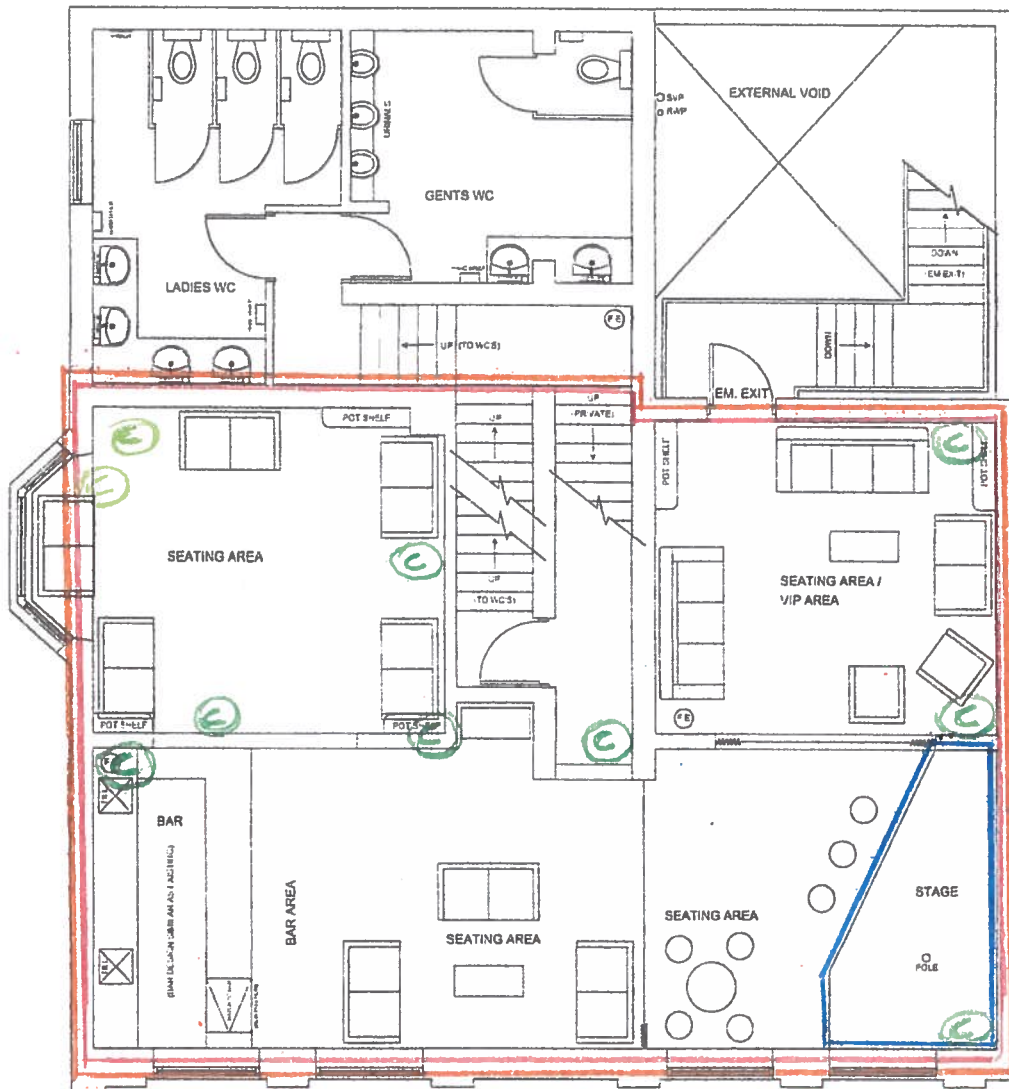 EXTERNAL VOID
SVP
RWP
URINALS
GENTS WC
DOWN
(EM EXIT)
LADIES WC
UP (TO WCS)
FE
DOWN
EM. EXIT
POT SHELF
UP
UP
(PRIVATE)
POT SHELF
POT SHELF
C
C
C
C
SEATING AREA
C
SEATING AREA /
VIP AREA
UP
(TO WC'S)
POT SHELF
C
POT SHELF
C
C
FE
C
C
BAR
BAR AREA
STAGE
SEATING AREA
SEATING AREA
POLE
C